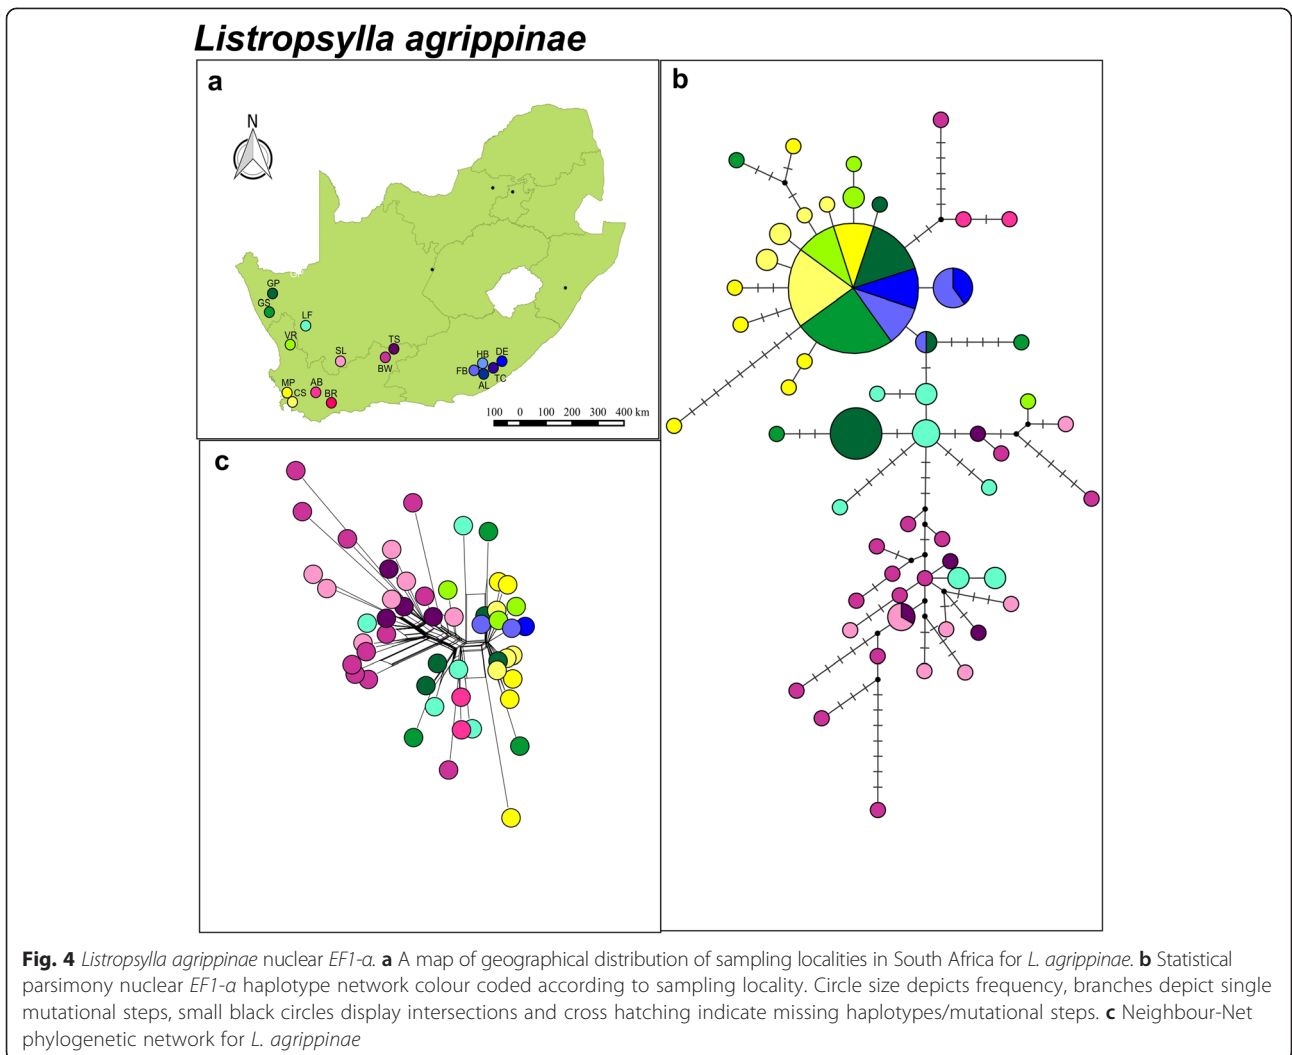 Listropsylla agrippinae
a
N
GP
GS
LF
VR
SL
TS
BW
MP
CS
AB
BR
HB
DE
FB
AL
TC
100 0 100 200 300 400 km
b
c
Fig. 4 Listropsylla agrippinae nuclear EF1-α. a A map of geographical distribution of sampling localities in South Africa for L. agrippinae. b Statistical
parsimony nuclear EF1-α haplotype network colour coded according to sampling locality. Circle size depicts frequency, branches depict single
mutational steps, small black circles display intersections and cross hatching indicate missing haplotypes/mutational steps. c Neighbour-Net
phylogenetic network for L. agrippinae